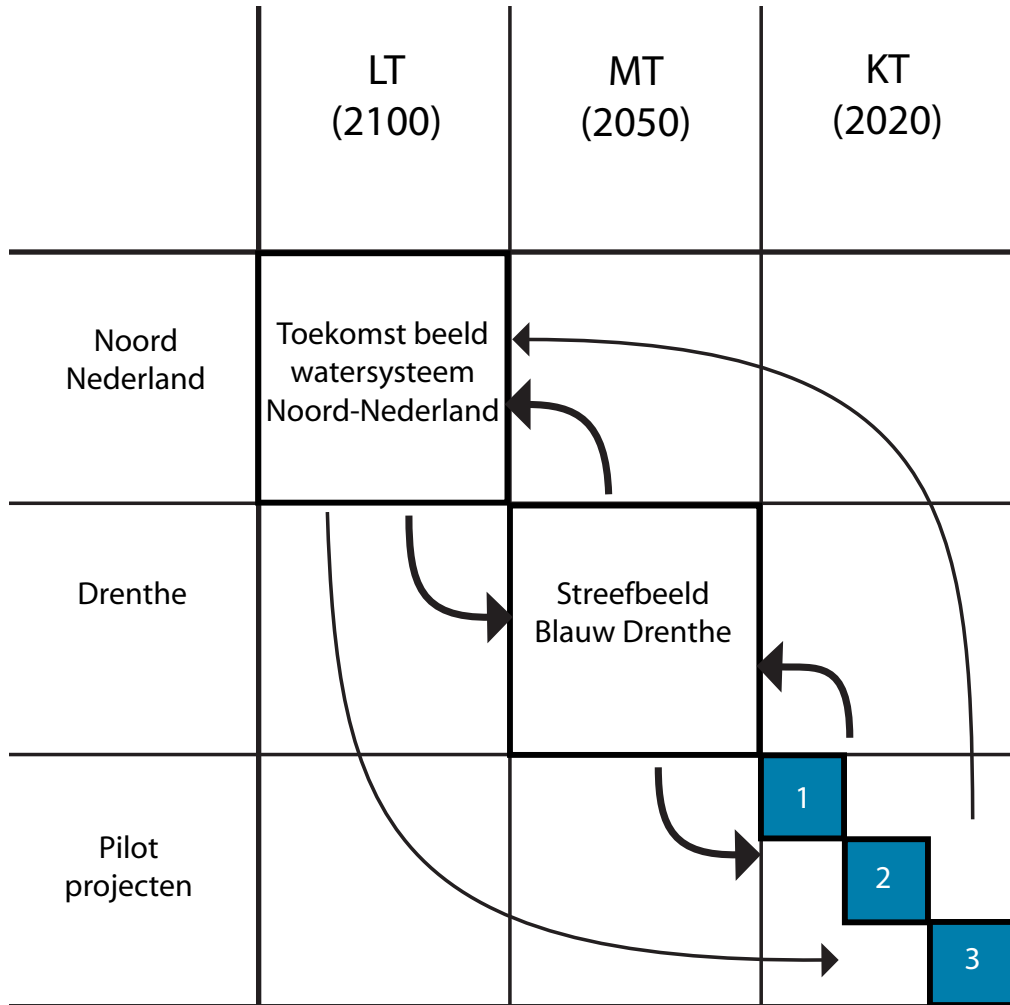 LT
(2100)
MT
(2050)
KT
(2020)
Noord
Nederland
Toekomst beeld
watersysteem
Noord-Nederland
Drenthe
Streefbeeld
Blauw Drenthe
Pilot
projecten
1
2
3